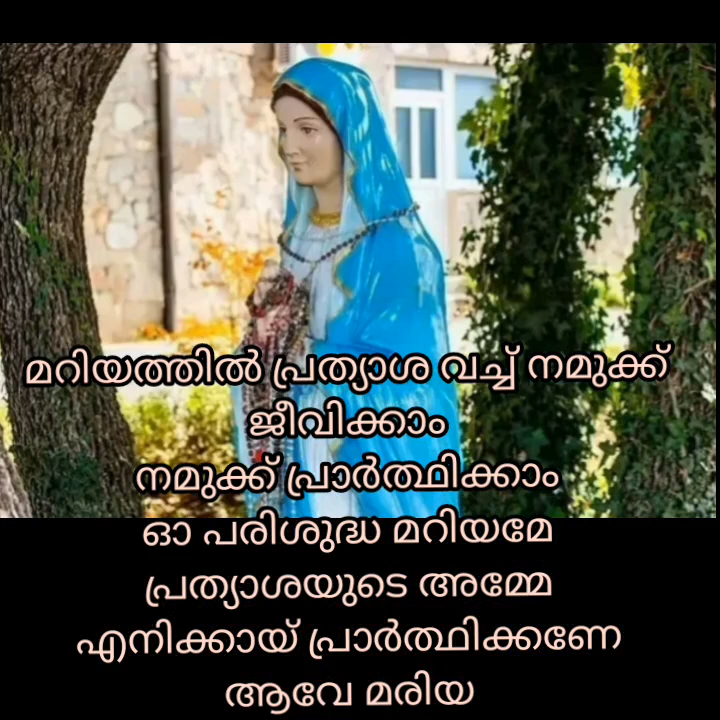 മറിയത്തിൽ പ്രത്യാശ വച്ച് നമുക്ക്
ജീവിക്കാം
നമുക്ക് പ്രാർത്ഥിക്കാം
ഓ പരിശുദ്ധ മറിയമേ
പ്രത്യാശയുടെ അമ്മേ
എനിക്കായ് പ്രാർത്ഥിക്കണേ
ആവേ മരിയ